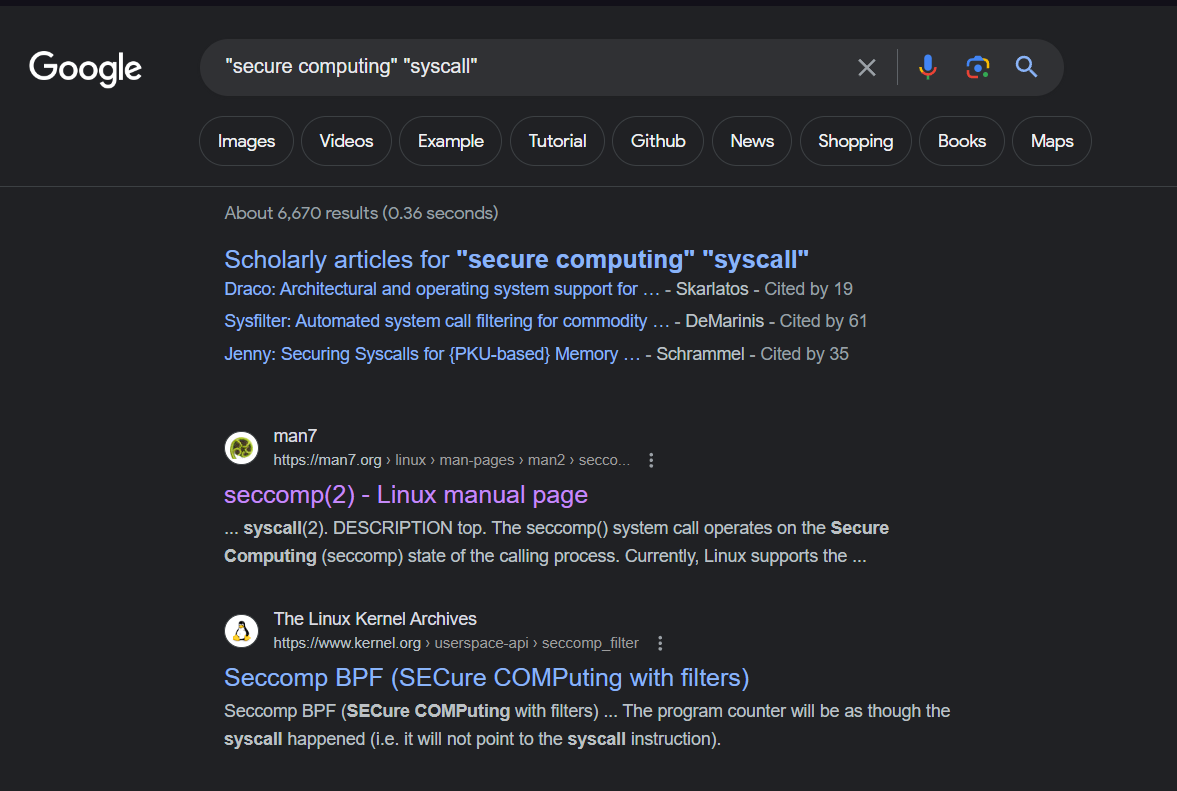 Google
"secure computing" "syscall"
Images Videos Example Tutorial Github News Shopping Books Maps
About 6,670 results (0.36 seconds)
Scholarly articles for "secure computing" "syscall"
Draco: Architectural and operating system support for … - Skarlatos - Cited by 19
Sysfilter: Automated system call filtering for commodity … - DeMarinis - Cited by 61
Jenny: Securing Syscalls for {PKU-based} Memory … - Schrammel - Cited by 35
man7
https://man7.org › linux › man-pages › man2 › secco...
seccomp(2) - Linux manual page
... syscall(2). DESCRIPTION top. The seccomp() system call operates on the Secure
Computing (seccomp) state of the calling process. Currently, Linux supports the ...
The Linux Kernel Archives
https://www.kernel.org › userspace-api › seccomp_filter
Seccomp BPF (SECure COMPuting with filters)
Seccomp BPF (SECure COMPuting with filters) ... The program counter will be as though the
syscall happened (i.e. it will not point to the syscall instruction).